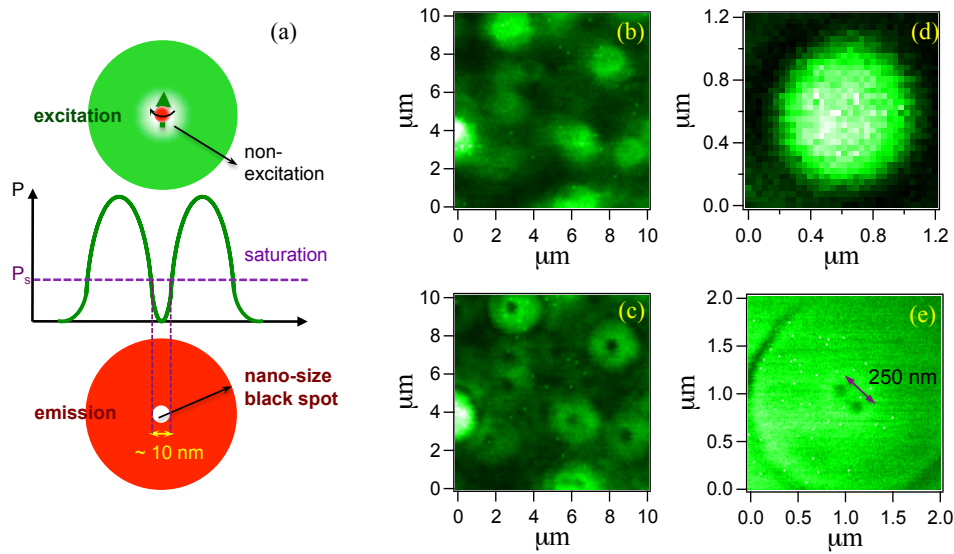 (a)
excitation
non-
excitation
P
saturation
Ps
nano-size
black spot
emission
~ 10 nm
(b)
10
8
6
4
2
0
μm
0 2 4 6 8 10
μm
(c)
10
8
6
4
2
0
μm
0 2 4 6 8 10
μm
(d)
1.2
0.8
0.4
0.0
μm
0.0 0.4 0.8 1.2
μm
(e)
2.0
1.5
1.0
0.5
0.0
μm
250 nm
0.0 0.5 1.0 1.5 2.0
μm